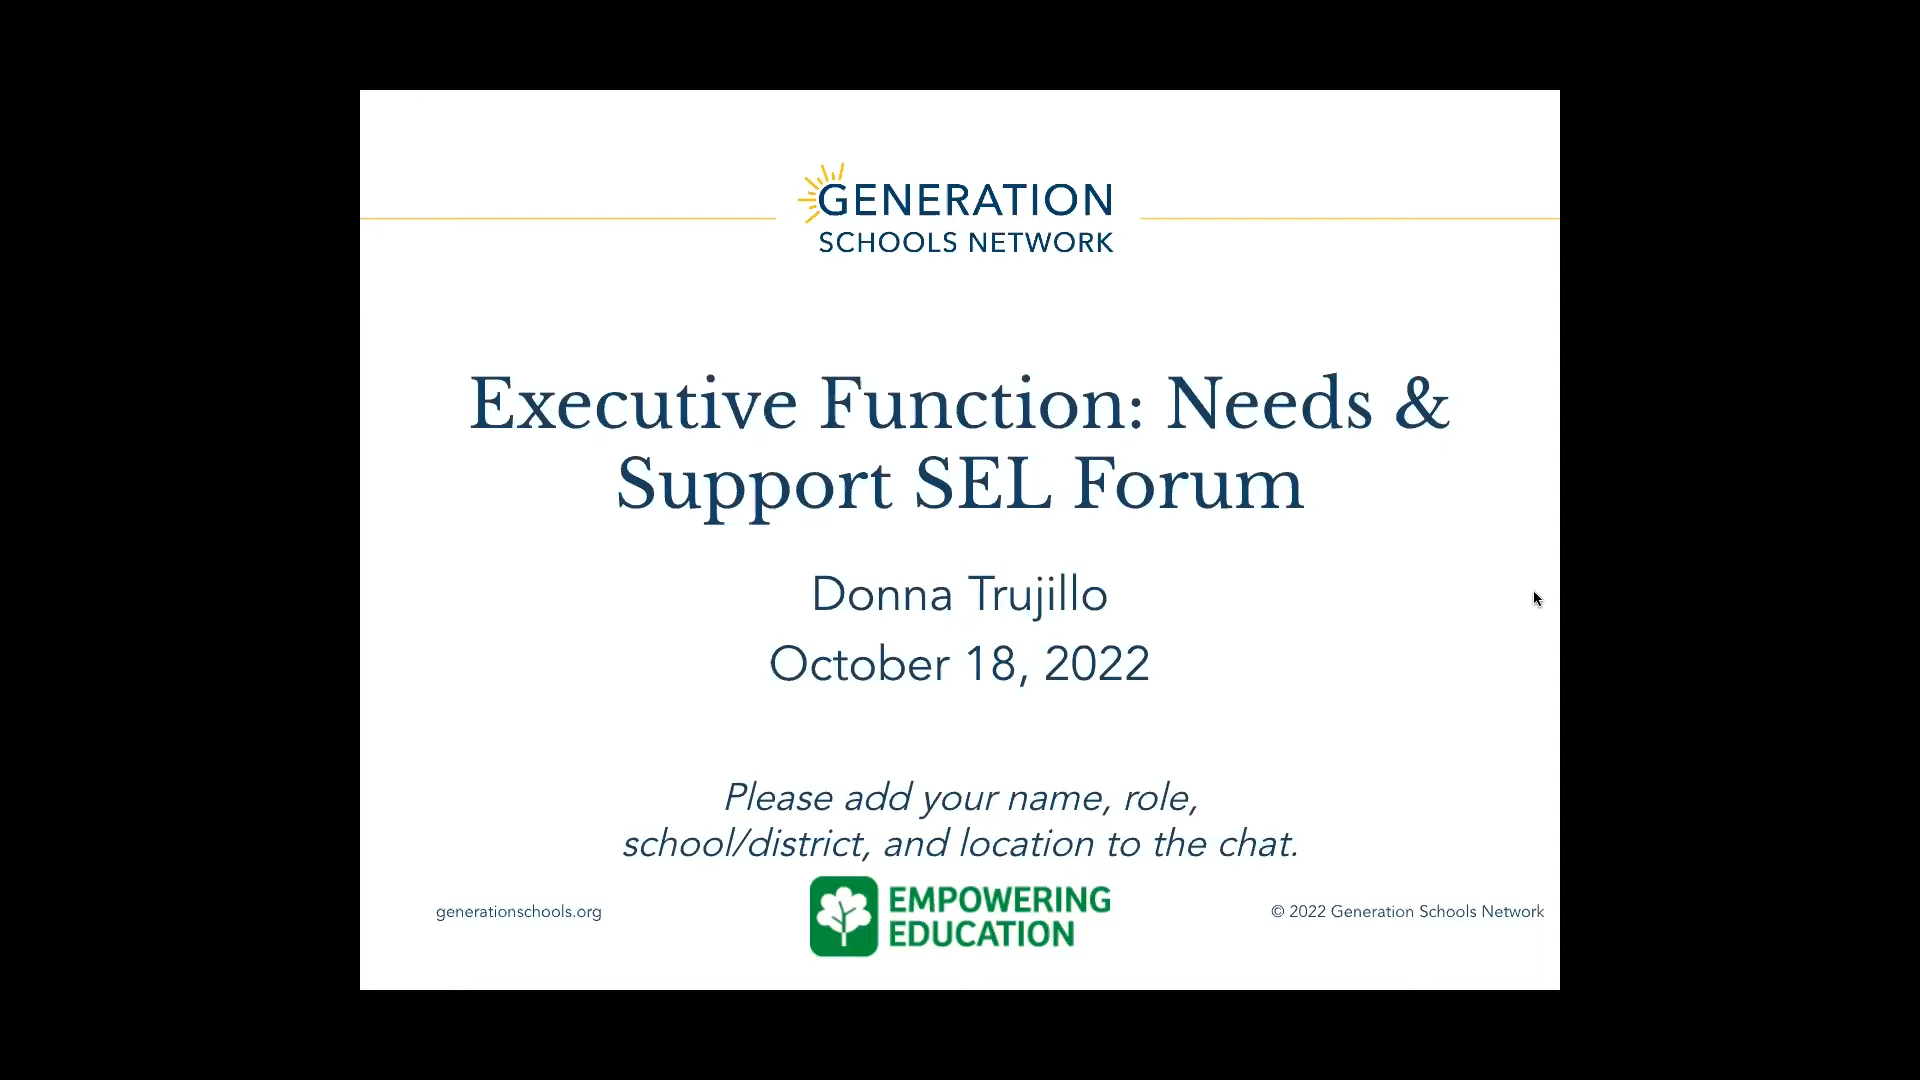 GENERATION
SCHOOLS NETWORK
Executive Function: Needs &
Support SEL Forum
Donna Trujillo
October 18, 2022
Please add your name, role,
school/district, and location to the chat.
generationschools.org
EMPOWERING
EDUCATION
© 2022 Generation Schools Network